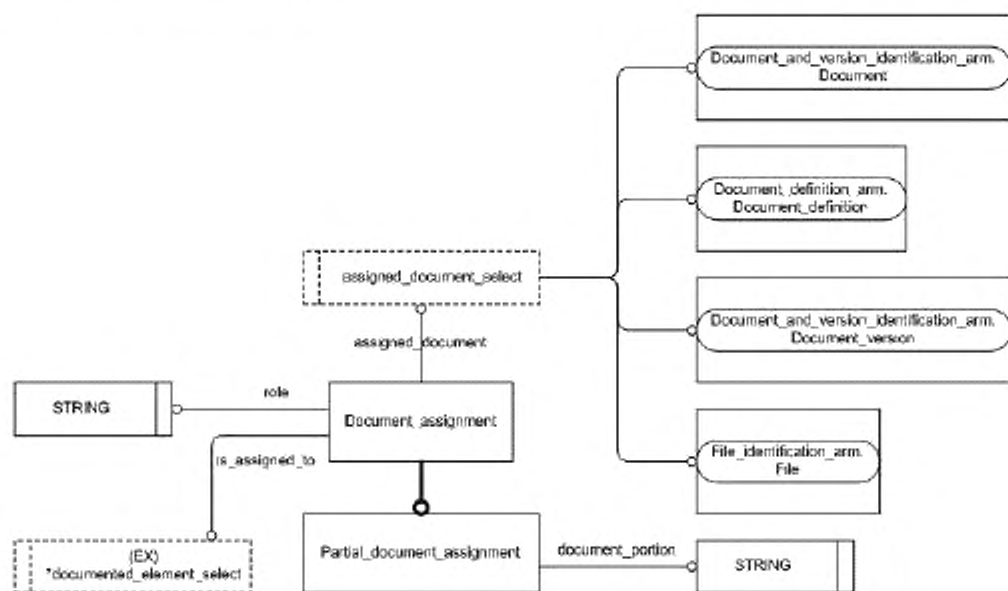 Document_and_version_identification_arm.
Document
Document_definition_arm.
Document_definition
assigned_document_select
Document_and_version_identification_arm.
Document_version
assigned_document
role
STRING
Document_assignment
is_assigned_to
File_identification_arm.
File
(EX)
*documented_element_select
Partial_document_assignment
document_portion
STRING